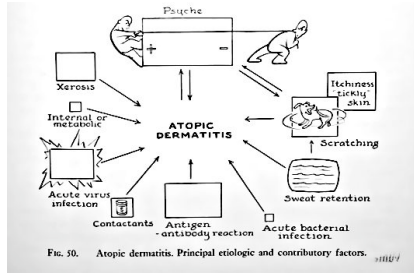 Psyche
+
-
Xerosis
Itchiness
"tickly"
skin
Internal or
metabolic
ATOPIC
DERMATITIS
Scratching
Acute virus
infection
Sweat retention
Contactants
Antigen
-antibody reaction
Acute bacterial
infection
FIG. 50. Atopic dermatitis. Principal etiologic and contributory factors.